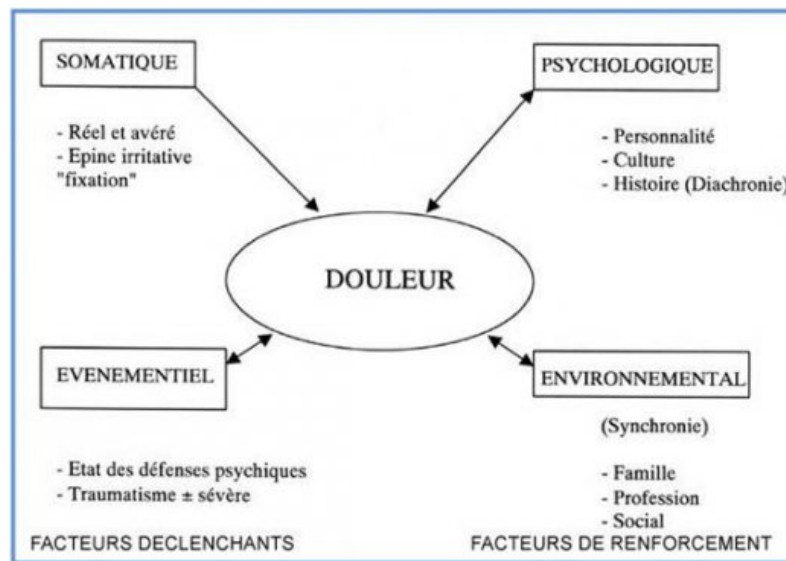 SOMATIQUE
- Réel et avéré
- Epine irritative
"fixation"
PSYCHOLOGIQUE
- Personnalité
- Culture
- Histoire (Diachronie)
DOULEUR
EVENEMENTIEL
- Etat des défenses psychiques
- Traumatisme ± sévère
ENVIRONNEMENTAL
(Synchronie)
- Famille
- Profession
- Social
FACTEURS DECLENCHANTS
FACTEURS DE RENFORCEMENT